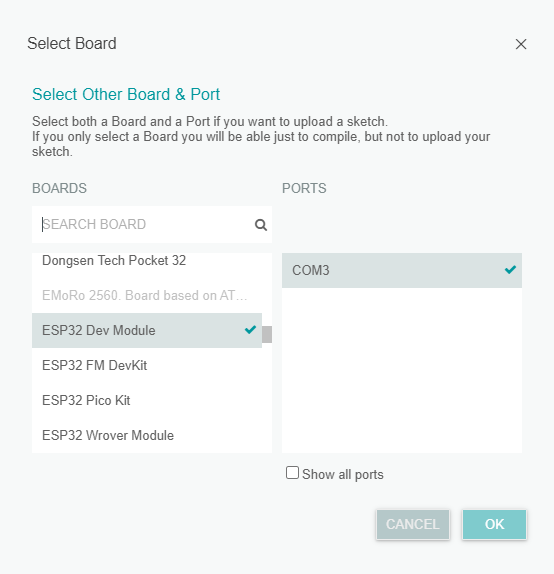 Select Board
Select Other Board & Port
Select both a Board and a Port if you want to upload a sketch.
If you only select a Board you will be able just to compile, but not to upload your
sketch.
BOARDS
PORTS
SEARCH BOARD
Dongsen Tech Pocket 32
COM3
EMoRo 2560. Board based on AT…
ESP32 Dev Module
ESP32 FM DevKit
ESP32 Pico Kit
ESP32 Wrover Module
Show all ports
CANCEL
OK